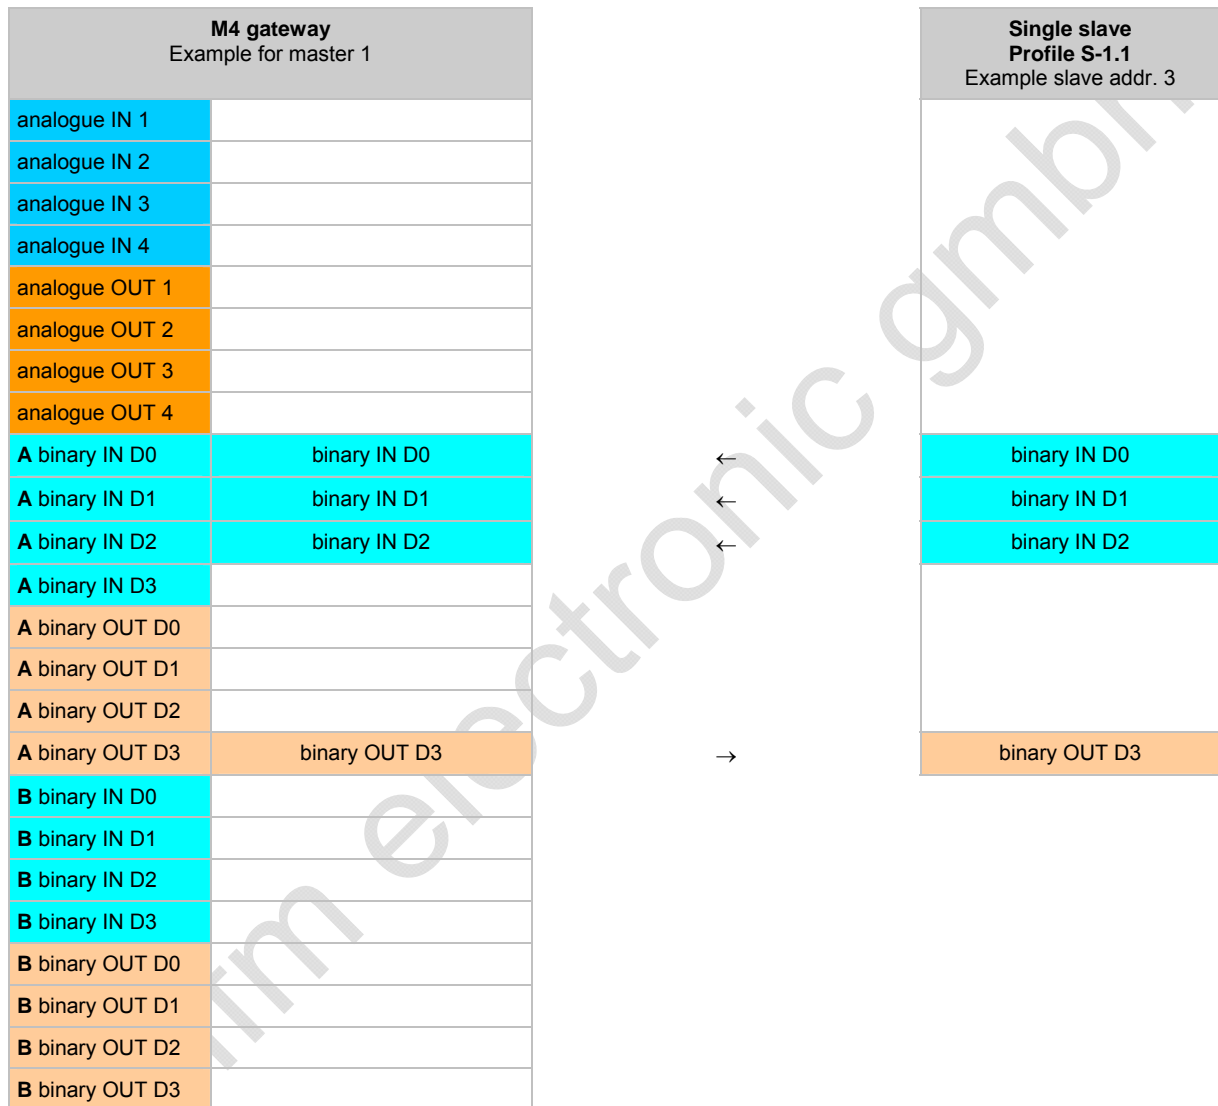 M4 gateway
Example for master 1
Single slave
Profile S-1.1
Example slave addr. 3
analogue IN 1
analogue IN 2
analogue IN 3
analogue IN 4
analogue OUT 1
analogue OUT 2
analogue OUT 3
analogue OUT 4
A binary IN D0 binary IN D0 ← binary IN D0
A binary IN D1 binary IN D1 ← binary IN D1
A binary IN D2 binary IN D2 ← binary IN D2
A binary IN D3
A binary OUT D0
A binary OUT D1
A binary OUT D2
A binary OUT D3 binary OUT D3 → binary OUT D3
B binary IN D0
B binary IN D1
B binary IN D2
B binary IN D3
B binary OUT D0
B binary OUT D1
B binary OUT D2
B binary OUT D3
electronic gmbh